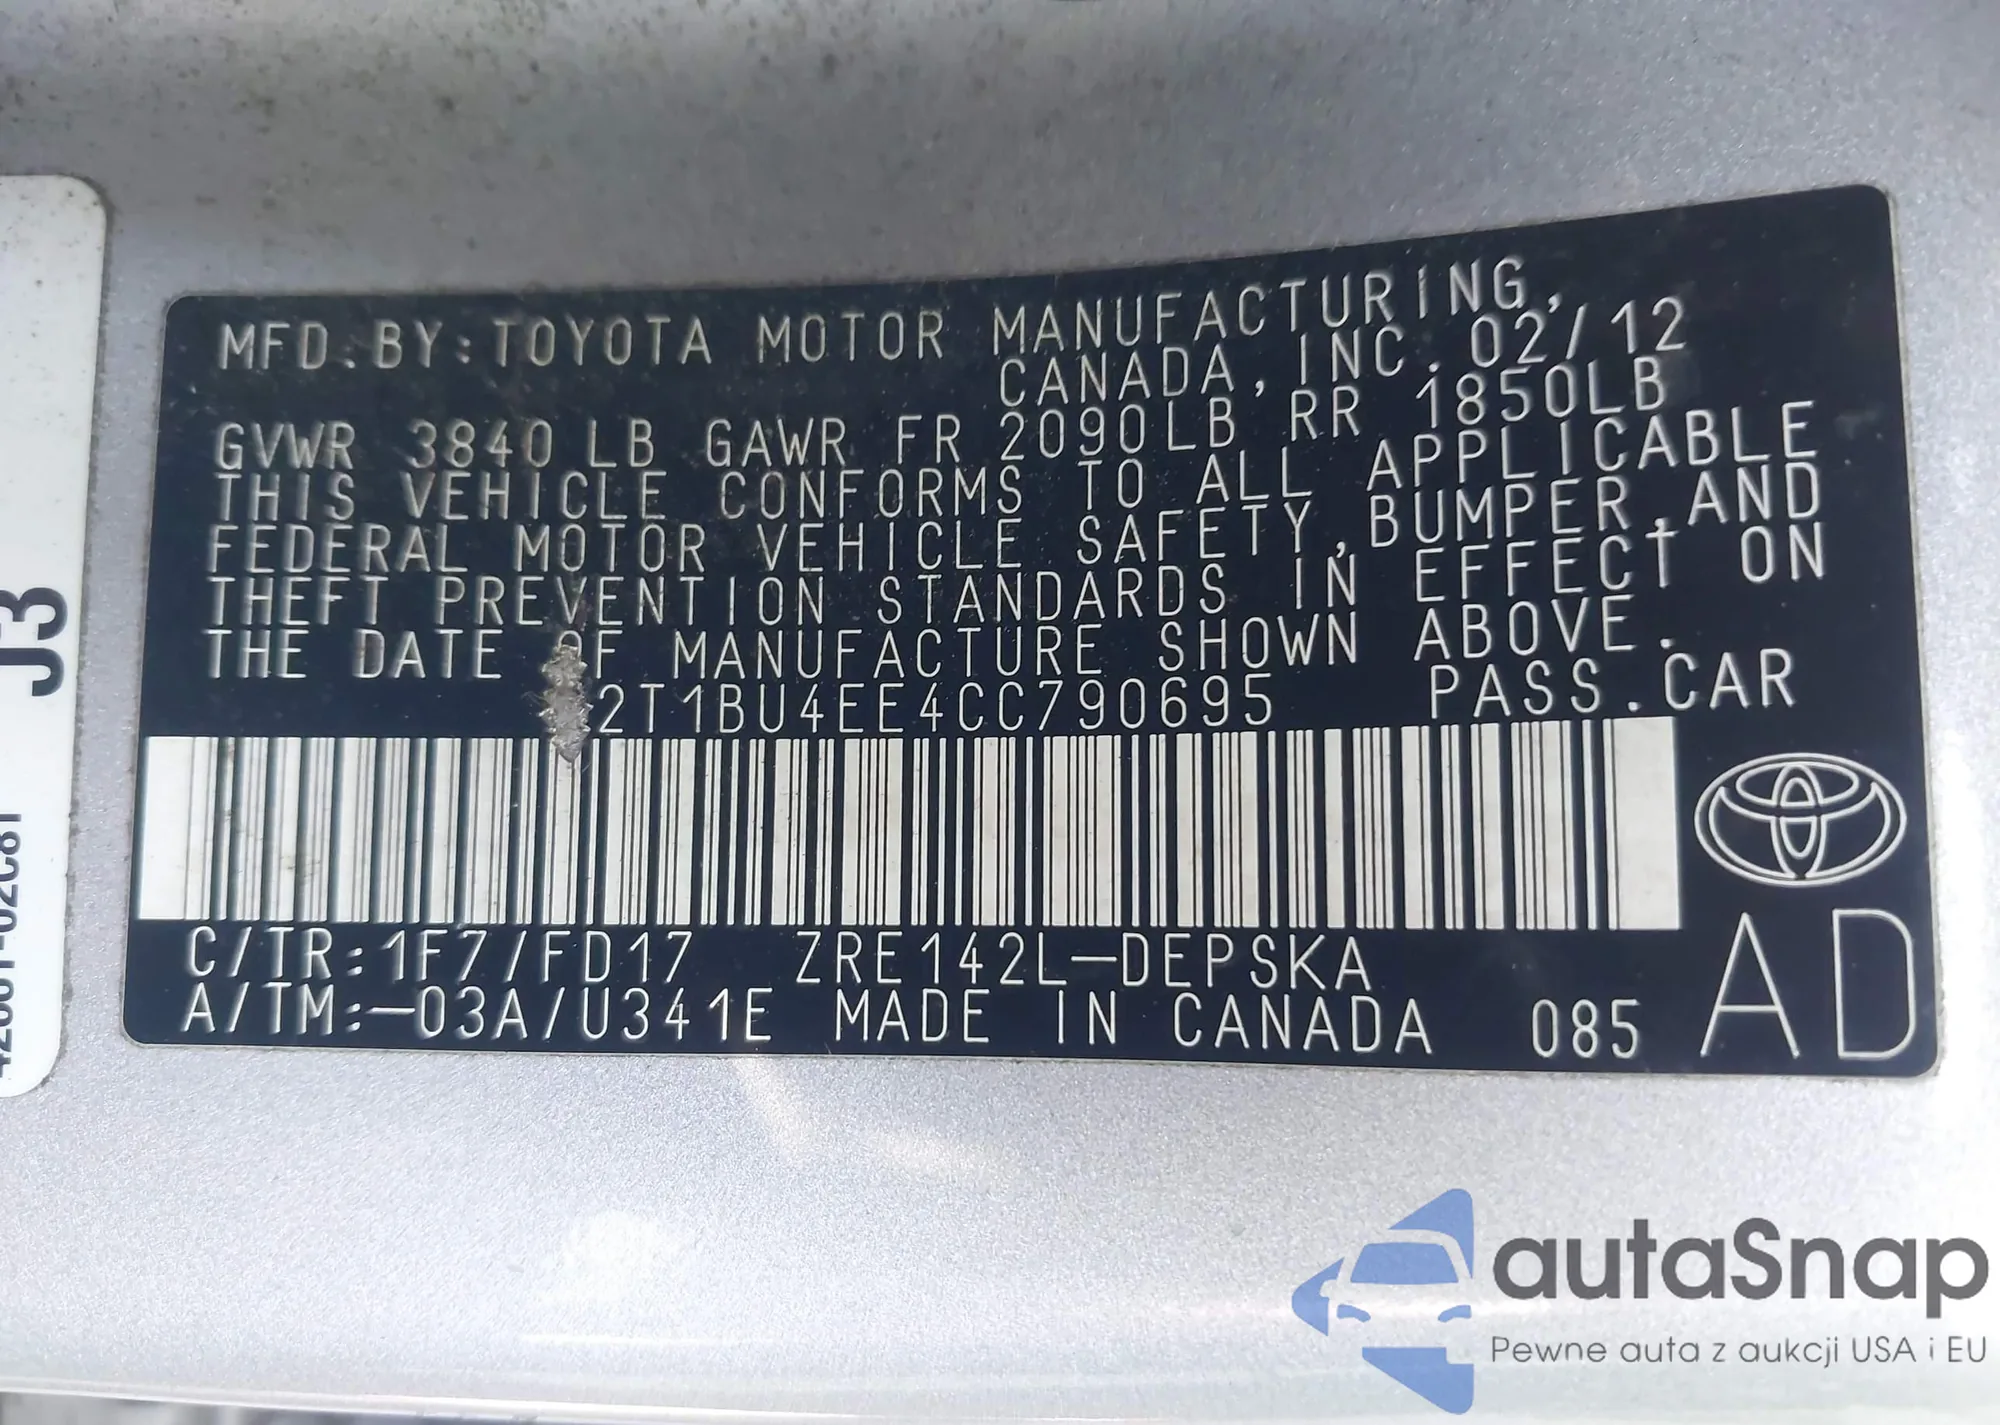 MFD. BY: TOYOTA MOTOR MANUFACTURING,
CANADA, INC. 02/12
GVWR 3840 LB GAWR FR 2090LB RR 1850LB
THIS VEHICLE CONFORMS TO ALL APPLICABLE
FEDERAL MOTOR VEHICLE SAFETY, BUMPER, AND
THEFT PREVENTION STANDARDS IN EFFECT ON
THE DATE OF MANUFACTURE SHOWN ABOVE.
2T1BU4EE4CC790695 PASS. CAR
C/TR:1F7/FD17 ZRE142L-DEPSKA
A/TM:-03A/U341E MADE IN CANADA 085
AD
J3
autaSnap
Pewne auta z aukcji USA i EU